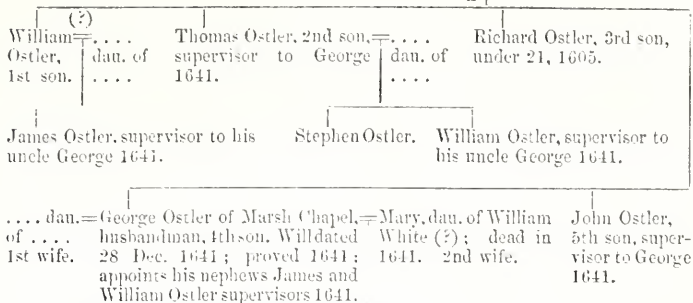 (?)
William=.... Thomas Ostler, 2nd son,=.... Richard Ostler, 3rd son,
Ostler, dau. of supervisor to George dau. of under 21, 1605.
1st son. .... 1641. ....
James Ostler, supervisor to his Stephen Ostler. William Ostler, supervisor to
uncle George 1641. his uncle George 1641.
.... dau.=George Ostler of Marsh Chapel,=Mary, dau. of William John Ostler,
of .... husbandman, 4th son. Will dated White (?); dead in 5th son, super-
1st wife. 28 Dec. 1641; proved 1641; 1641. 2nd wife. visor to George
appoints his nephews James and 1641.
William Ostler supervisors 1641.